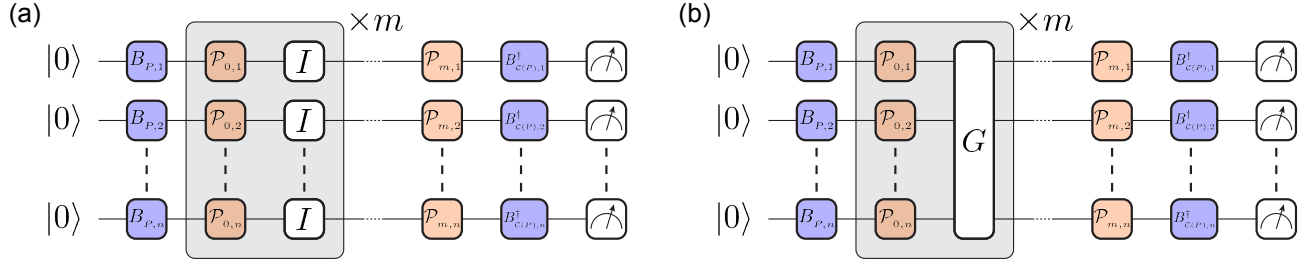 (a) ×m (b) ×m
|0⟩ B_{P,1} 𝒫_{0,1} I 𝒫_{m,1} B†_{𝒞(P),1} |0⟩ B_{P,1} 𝒫_{0,1} 𝒫_{m,1} B†_{𝒞(P),1}
|0⟩ B_{P,2} 𝒫_{0,2} I 𝒫_{m,2} B†_{𝒞(P),2} |0⟩ B_{P,2} 𝒫_{0,2} G 𝒫_{m,2} B†_{𝒞(P),2}
|0⟩ B_{P,n} 𝒫_{0,n} I 𝒫_{m,n} B†_{𝒞(P),n} |0⟩ B_{P,n} 𝒫_{0,n} 𝒫_{m,n} B†_{𝒞(P),n}